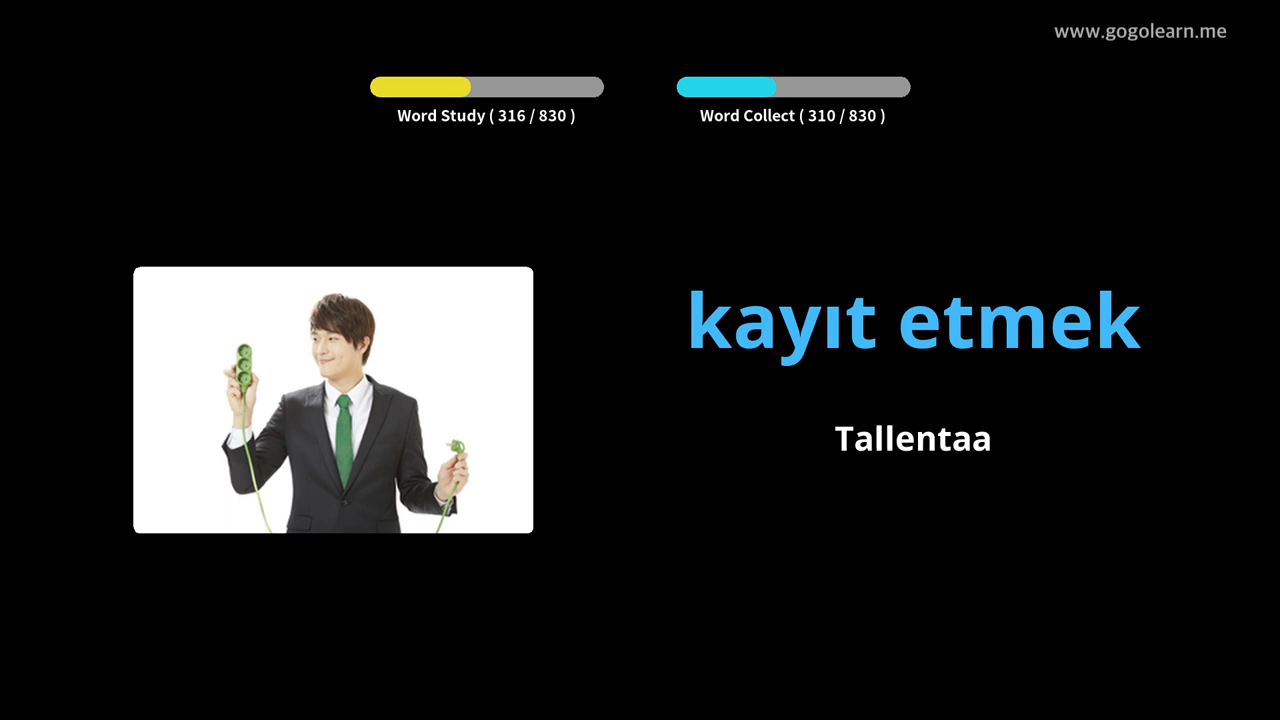 www.gogolearn.me
Word Study ( 316 / 830 )
Word Collect ( 310 / 830 )
kayıt etmek
Tallentaa